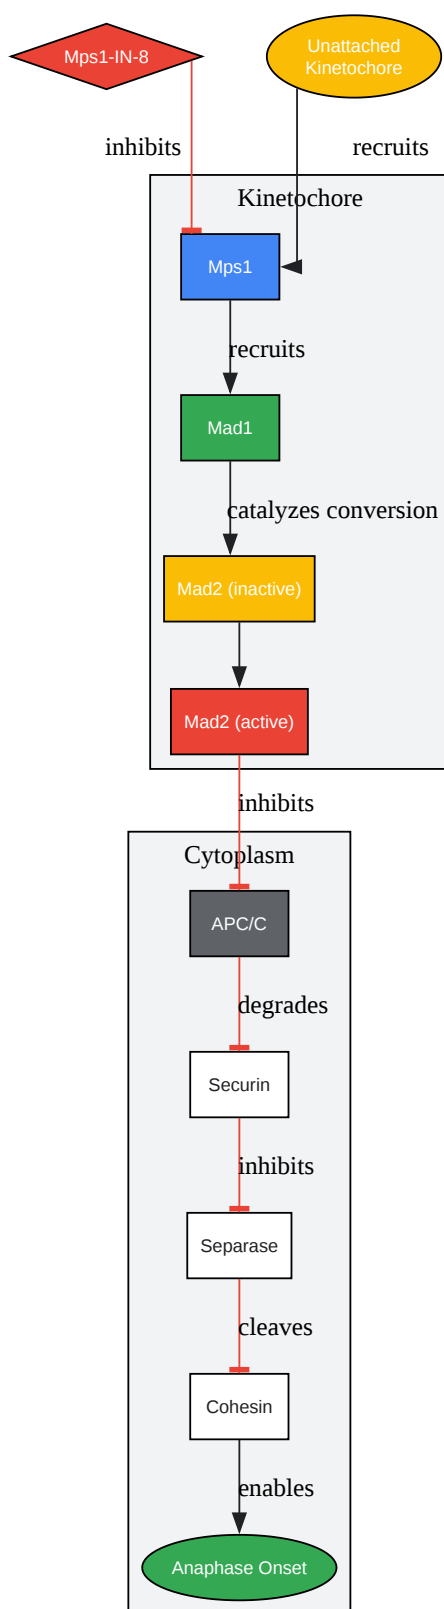 Mps1-IN-8
Unattached
Kinetochore
inhibits
recruits
Kinetochore
Mps1
recruits
Mad1
catalyzes conversion
Mad2 (inactive)
Mad2 (active)
inhibits
Cytoplasm
APC/C
degrades
Securin
inhibits
Separase
cleaves
Cohesin
enables
Anaphase Onset